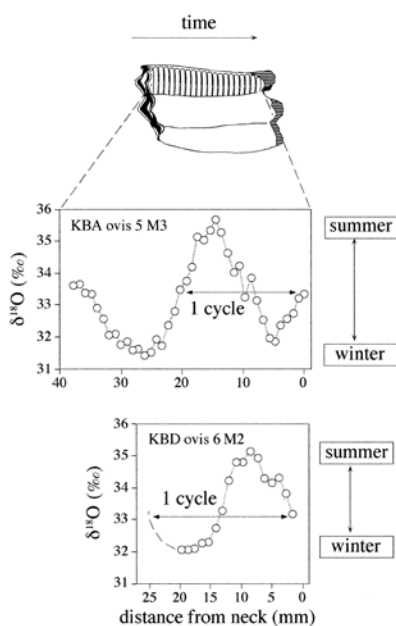 time
36
35
34
33
32
31
δ¹⁸O (‰)
KBA ovis 5 M3
1 cycle
40 30 20 10 0
summer
winter
36
35
34
33
32
31
δ¹⁸O (‰)
KBD ovis 6 M2
1 cycle
25 20 15 10 5 0
distance from neck (mm)
summer
winter